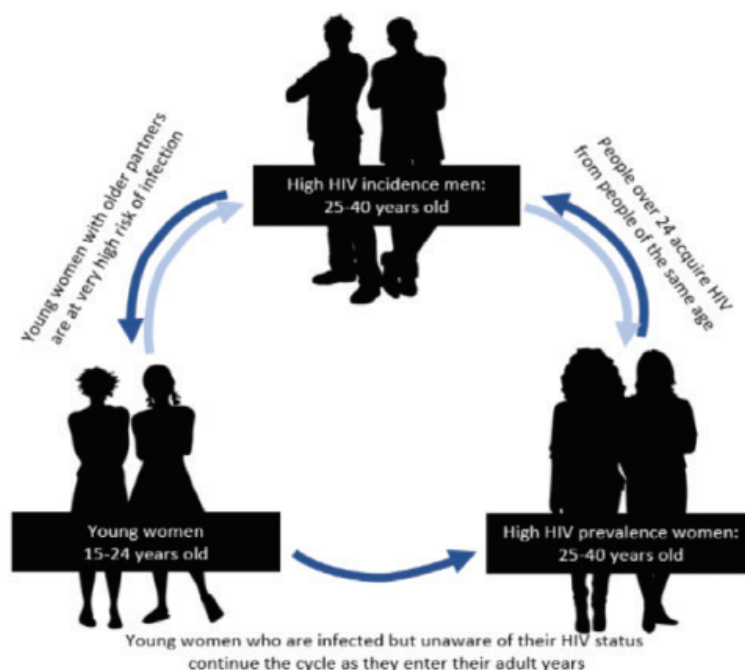 High HIV incidence men:
25-40 years old
Young women with older partners
are at very high risk of infection
People over 24 acquire HIV
from people of the same age
Young women
15-24 years old
High HIV prevalence women:
25-40 years old
Young women who are infected but unaware of their HIV status
continue the cycle as they enter their adult years